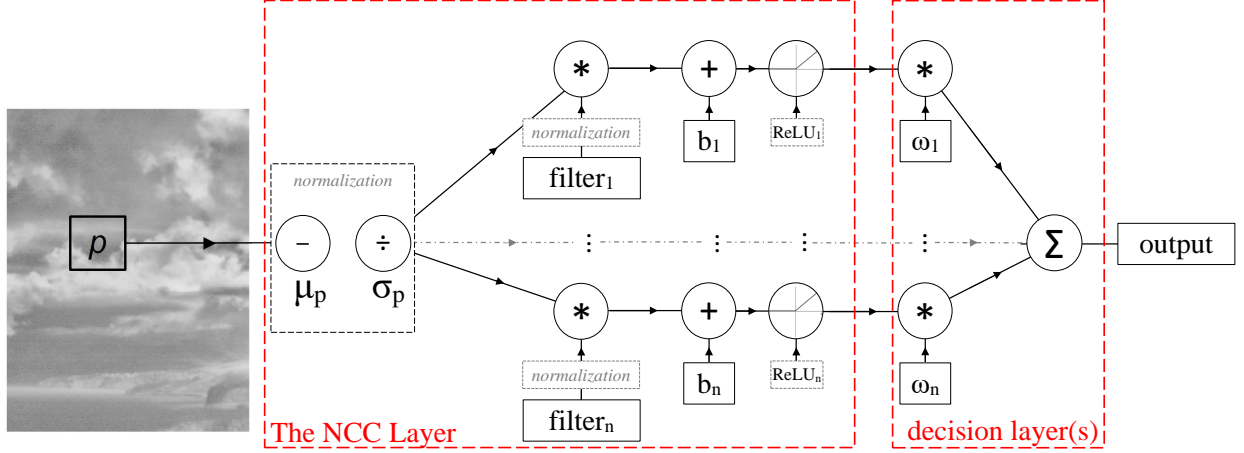 * + *
normalization
b₁
ReLU₁
ω₁
filter₁
normalization
p
− ÷
⋮ ⋮ ⋮ ⋮
Σ
output
μₚ σₚ
* + *
normalization
bₙ
ReLUₙ
ωₙ
filterₙ
The NCC Layer
decision layer(s)